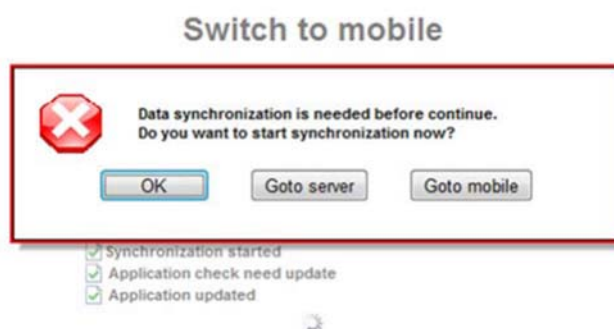 Switch to mobile
Data synchronization is needed before continue.
Do you want to start synchronization now?
OK Goto server Goto mobile
Synchronization started
Application check need update
Application updated